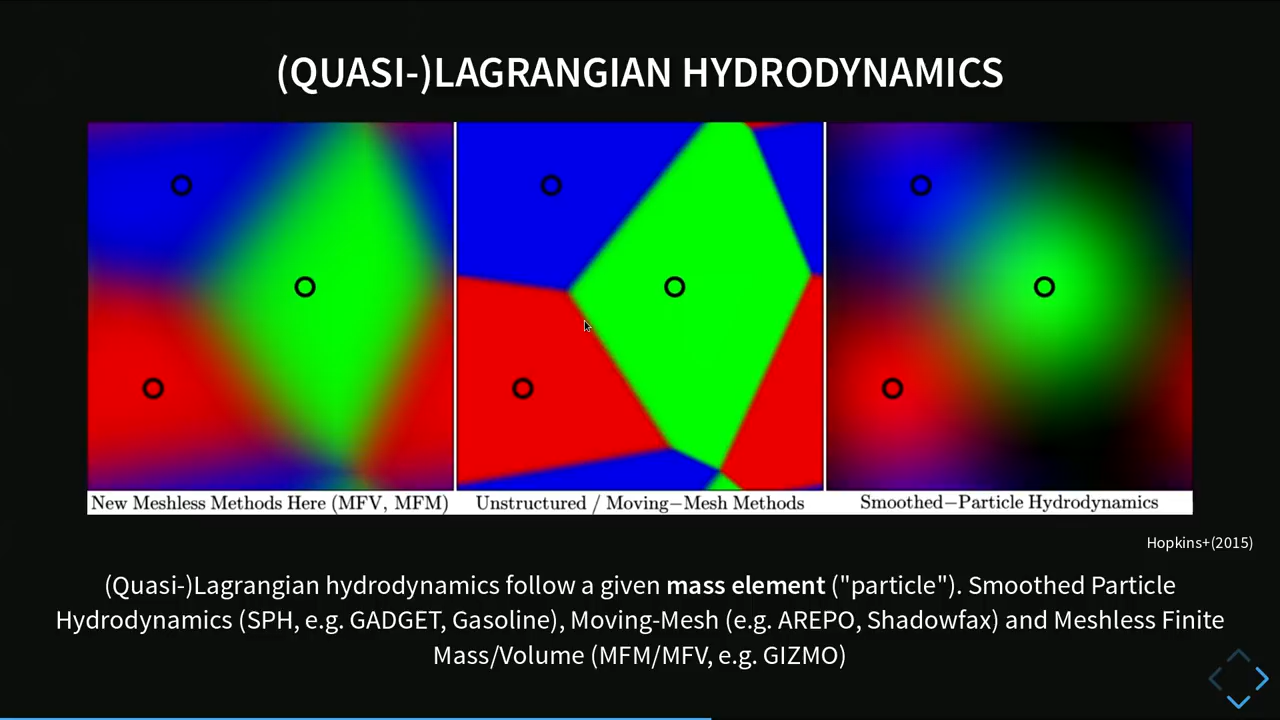 (QUASI-)LAGRANGIAN HYDRODYNAMICS
New Meshless Methods Here (MFV, MFM)
Unstructured / Moving−Mesh Methods
Smoothed−Particle Hydrodynamics
Hopkins+(2015)
(Quasi-)Lagrangian hydrodynamics follow a given mass element ("particle"). Smoothed Particle
Hydrodynamics (SPH, e.g. GADGET, Gasoline), Moving-Mesh (e.g. AREPO, Shadowfax) and Meshless Finite
Mass/Volume (MFM/MFV, e.g. GIZMO)